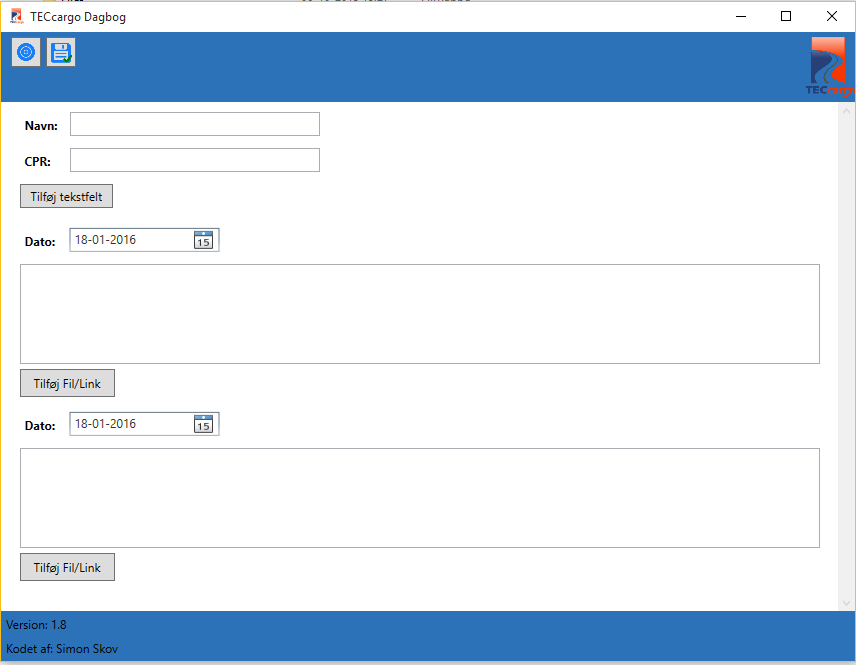 TECcargo Dagbog
TECcargo
Navn:
CPR:
Tilføj tekstfelt
Dato: 18-01-2016 15
Tilføj Fil/Link
Dato: 18-01-2016 15
Tilføj Fil/Link
Version: 1.8
Kodet af: Simon Skov